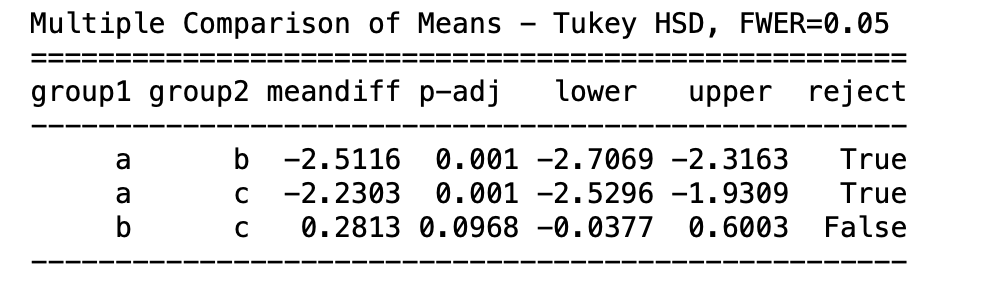 Multiple Comparison of Means - Tukey HSD, FWER=0.05
====================================================
group1 group2 meandiff p-adj   lower   upper  reject
----------------------------------------------------
     a      b  -2.5116  0.001 -2.7069 -2.3163   True
     a      c  -2.2303  0.001 -2.5296 -1.9309   True
     b      c   0.2813 0.0968 -0.0377  0.6003  False
----------------------------------------------------